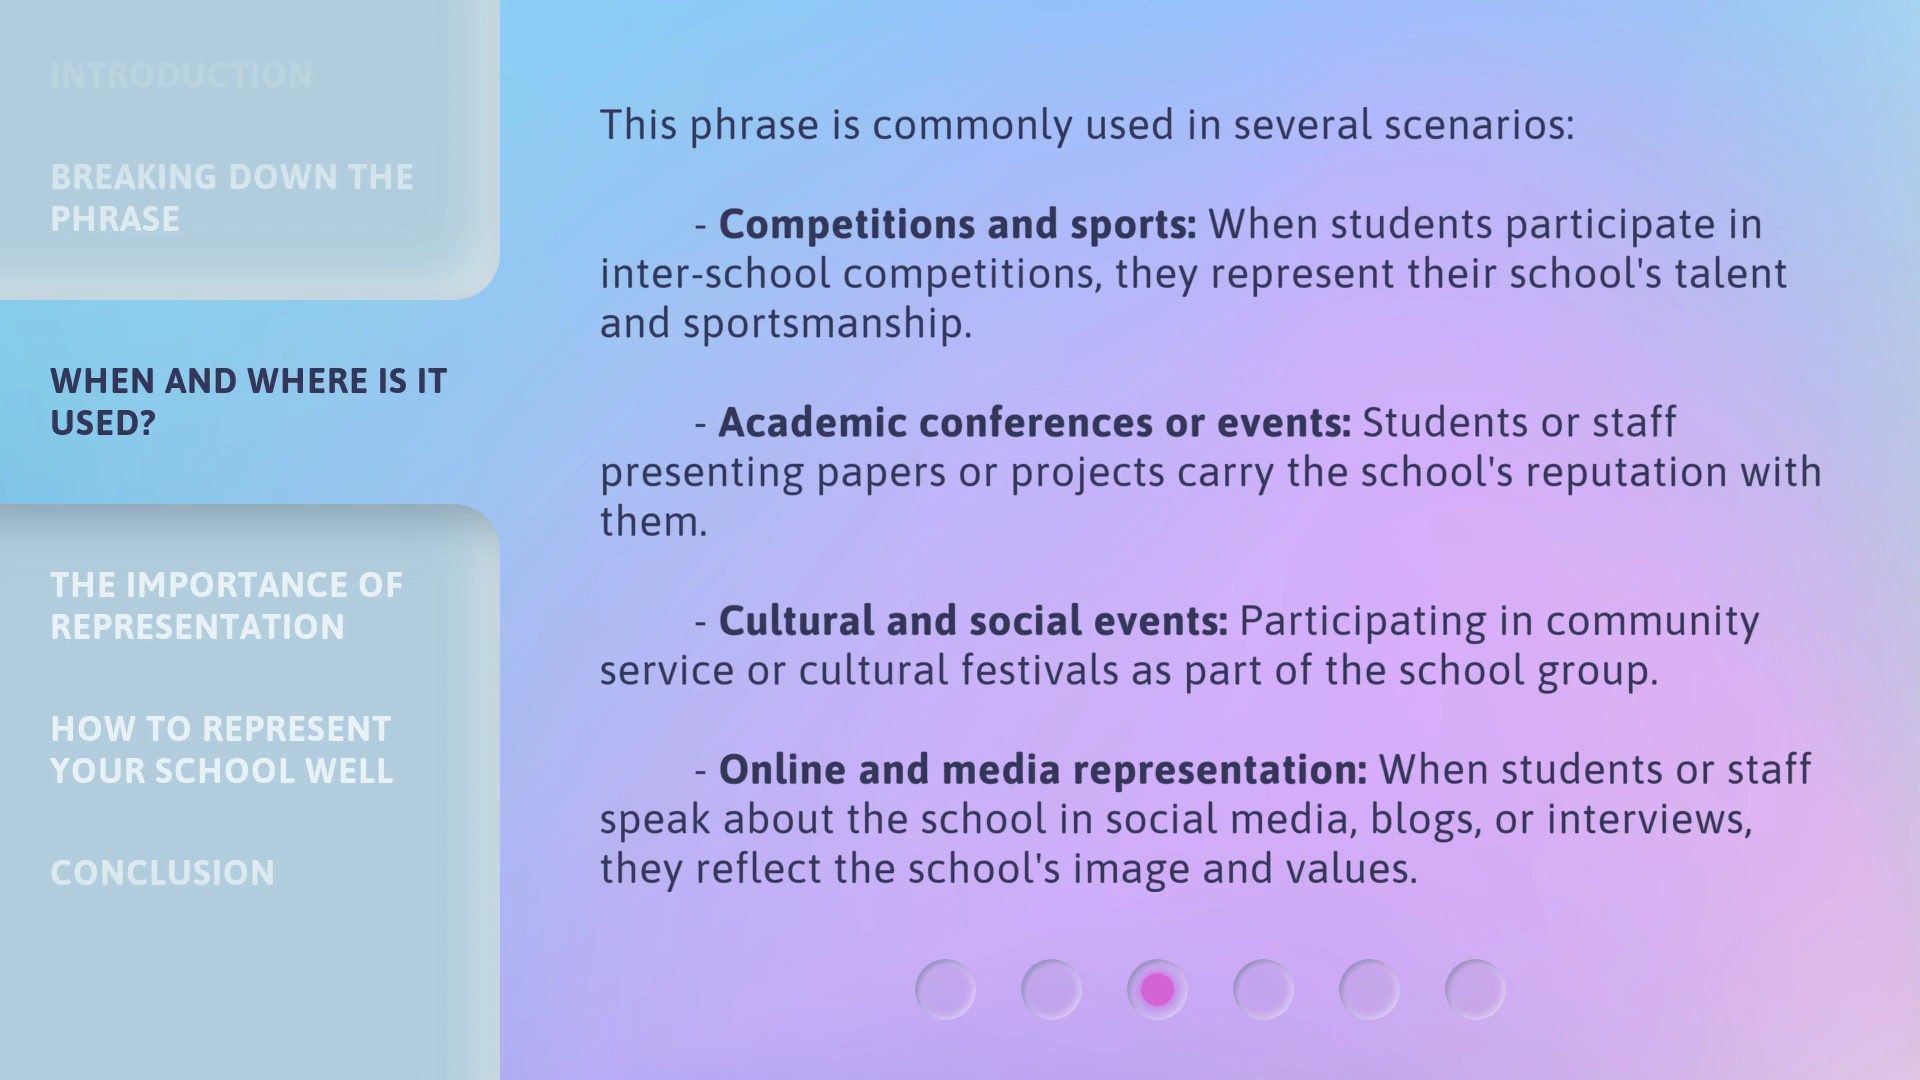 INTRODUCTION
BREAKING DOWN THE
PHRASE
WHEN AND WHERE IS IT
USED?
THE IMPORTANCE OF
REPRESENTATION
HOW TO REPRESENT
YOUR SCHOOL WELL
CONCLUSION
This phrase is commonly used in several scenarios:
- Competitions and sports: When students participate in
inter-school competitions, they represent their school's talent
and sportsmanship.
- Academic conferences or events: Students or staff
presenting papers or projects carry the school's reputation with
them.
- Cultural and social events: Participating in community
service or cultural festivals as part of the school group.
- Online and media representation: When students or staff
speak about the school in social media, blogs, or interviews,
they reflect the school's image and values.